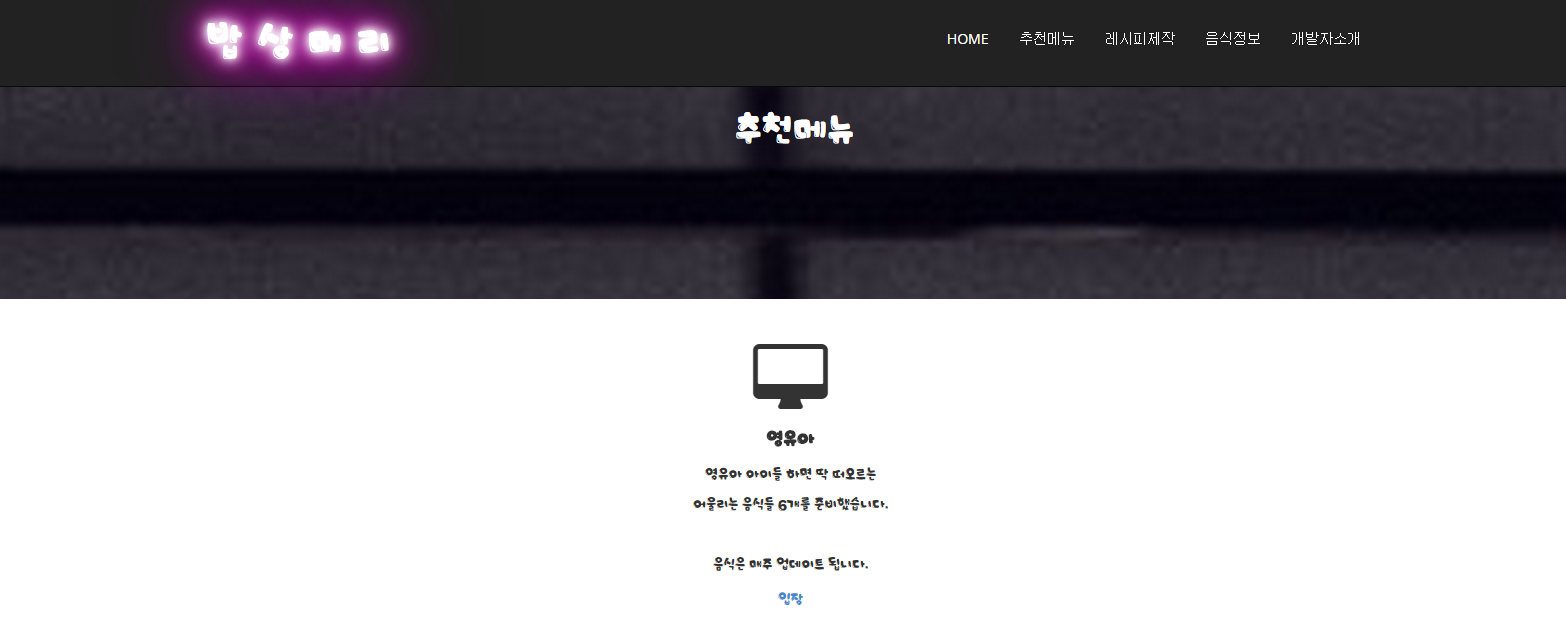 밥상머리
HOME 추천메뉴 레시피제작 음식정보 개발자소개
추천메뉴
영유아
영유아 아이들 하면 딱 떠오르는
어울리는 음식들 6개를 준비했습니다.
음식은 매주 업데이트 됩니다.
입장